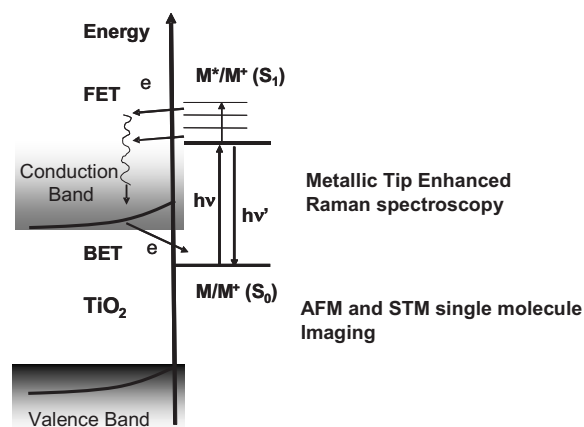 Energy
M*/M⁺ (S₁)
e
FET
Conduction
Band
Metallic Tip Enhanced
Raman spectroscopy
hν
hν'
BET
e
M/M⁺ (S₀)
TiO₂
AFM and STM single molecule
Imaging
Valence Band